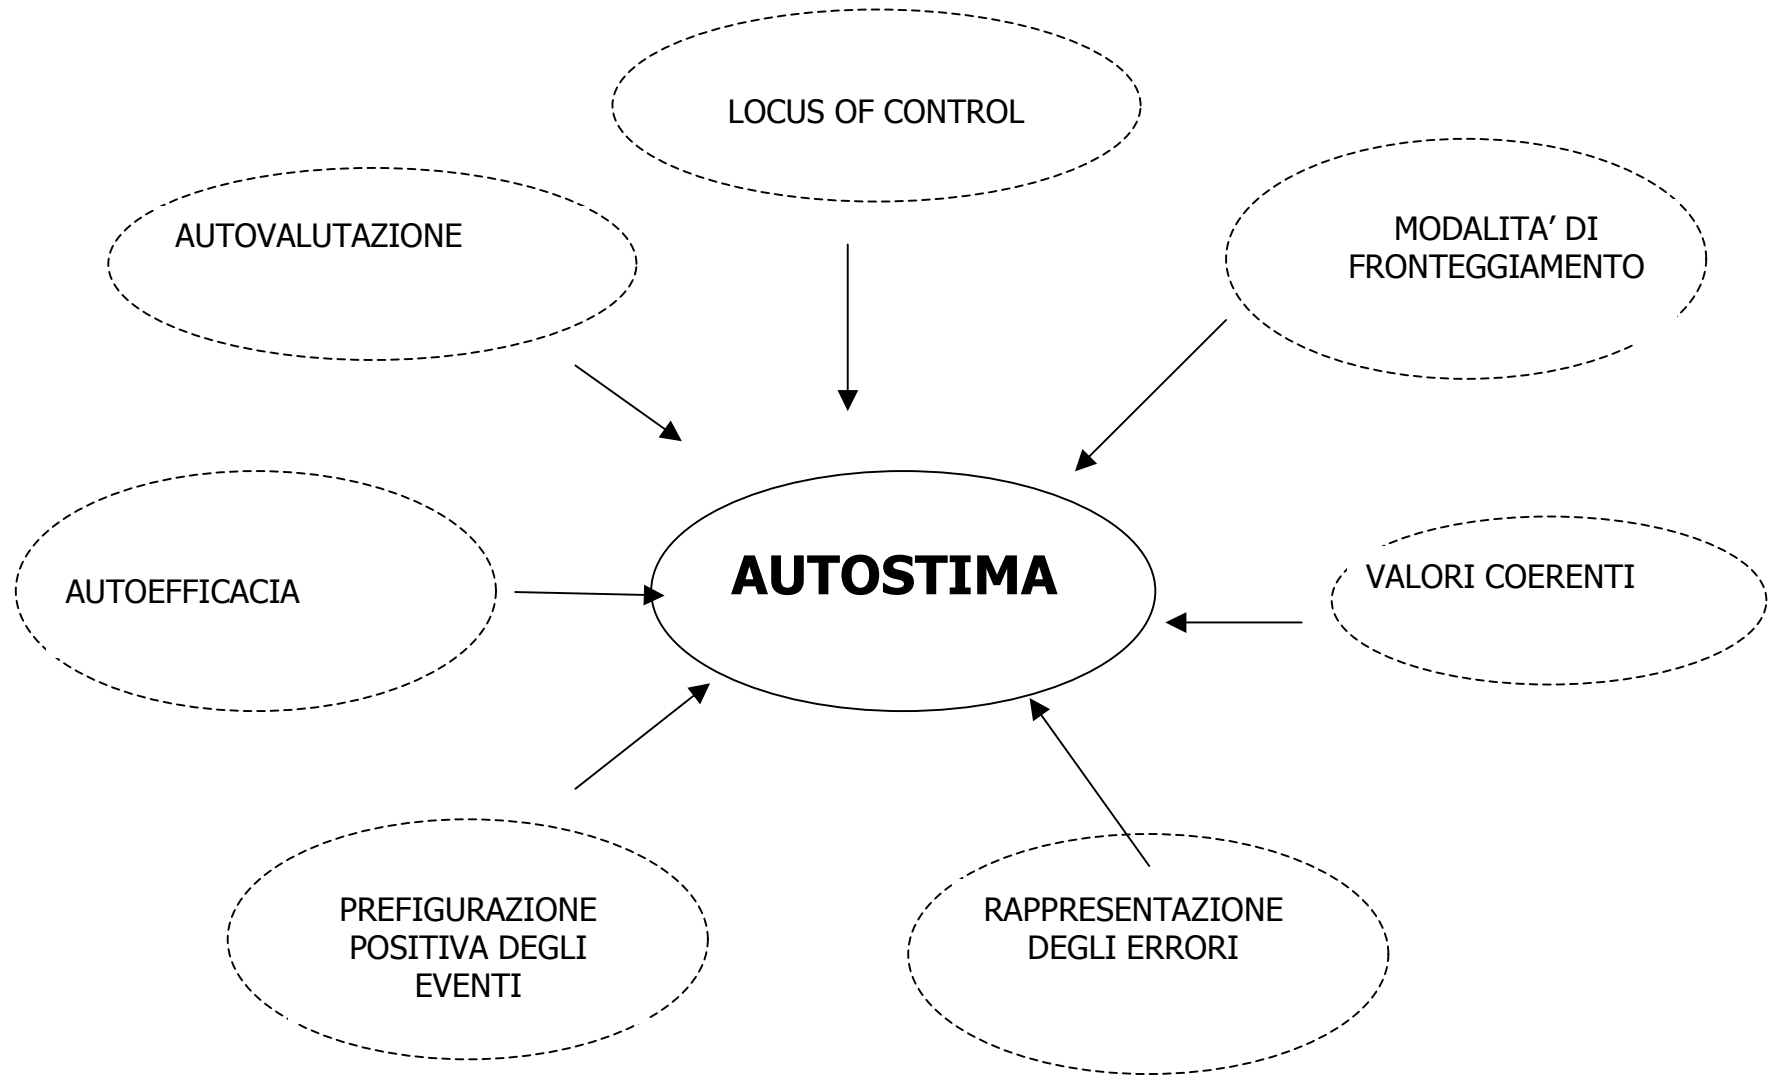 LOCUS OF CONTROL
AUTOVALUTAZIONE
MODALITA’ DI
FRONTEGGIAMENTO
AUTOSTIMA
VALORI COERENTI
AUTOEFFICACIA
PREFIGURAZIONE
POSITIVA DEGLI
EVENTI
RAPPRESENTAZIONE
DEGLI ERRORI